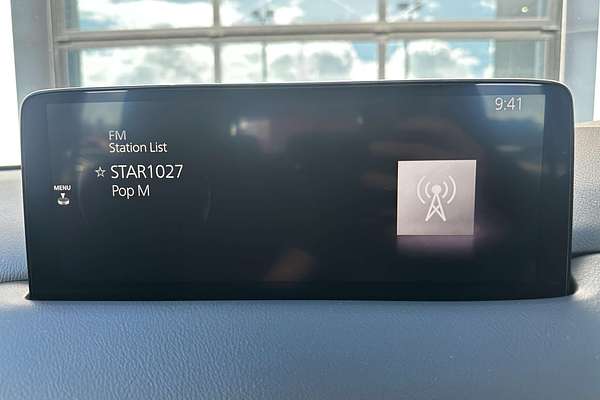 9:41
FM
Station List
☆ STAR1027
Pop M
MENU